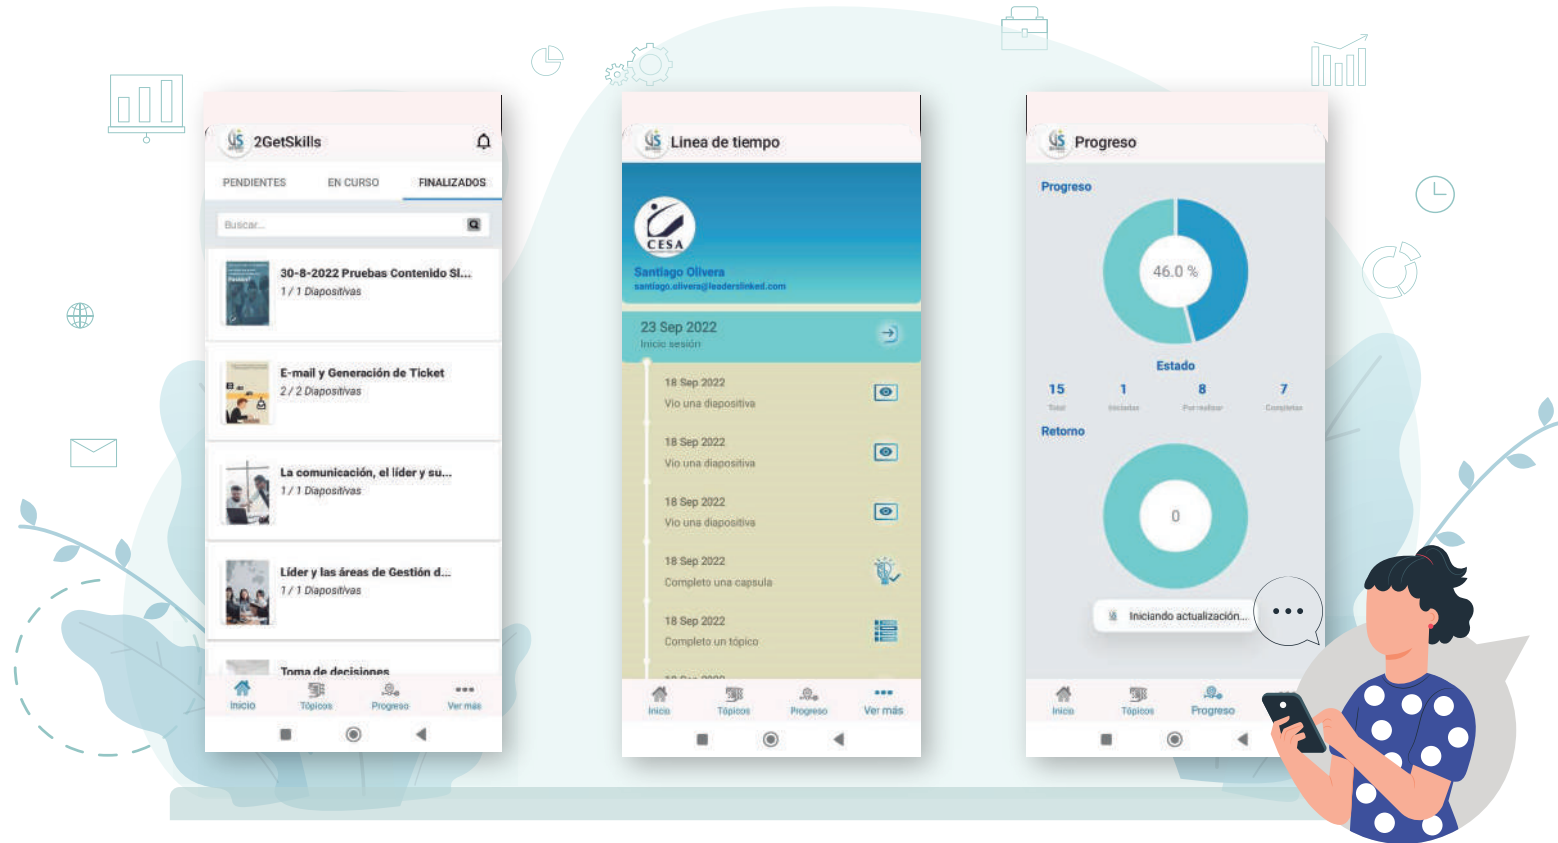 2GetSkills
PENDIENTES
EN CURSO
FINALIZADOS
Buscar...
30-8-2022 Pruebas Contenido Sl...
1 / 1 Diapositivas
E-mail y Generación de Ticket
2 / 2 Diapositivas
La comunicación, el líder y su...
1 / 1 Diapositivas
Líder y las áreas de Gestión d...
1 / 1 Diapositivas
Toma de decisiones
Inicio
Tópicos
Progreso
Ver más
Linea de tiempo
CESA
Santiago Olivera
santiago.olivera@leaderslinked.com
23 Sep 2022
Inicio sesión
18 Sep 2022
Vio una diapositiva
18 Sep 2022
Vio una diapositiva
18 Sep 2022
Vio una diapositiva
18 Sep 2022
Completo una capsula
18 Sep 2022
Completo un tópico
Inicio
Tópicos
Progreso
Ver más
Progreso
Progreso
46.0 %
Estado
15
1
8
7
Total
Iniciadas
Por realizar
Completas
Retorno
0
Iniciando actualización...
Inicio
Tópicos
Progreso